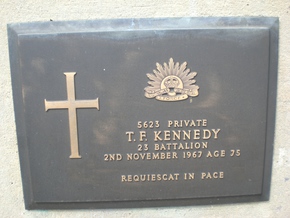 5623 PRIVATE
T. F. KENNEDY
23 BATTALION
2ND NOVEMBER 1967 AGE 75
REQUIESCAT IN PACE